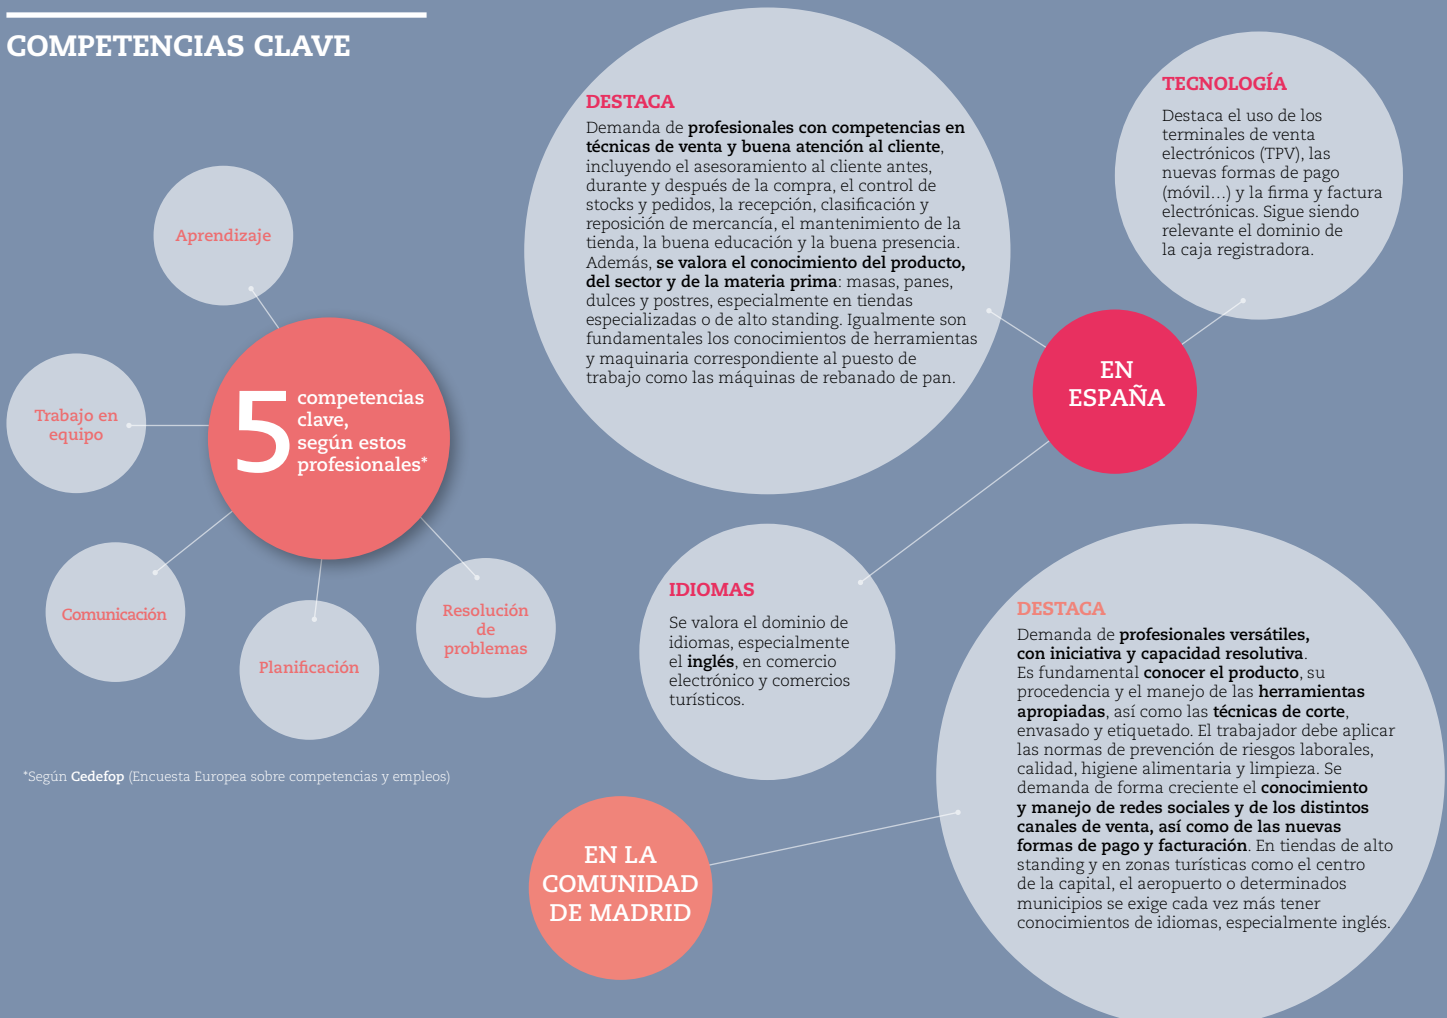 COMPETENCIAS CLAVE
Aprendizaje
Trabajo en
equipo
5
competencias
clave,
según estos
profesionales*
Comunicación
Planificación
Resolución
de
problemas
*Según Cedefop (Encuesta Europea sobre competencias y empleos)
DESTACA
Demanda de profesionales con competencias en
técnicas de venta y buena atención al cliente,
incluyendo el asesoramiento al cliente antes,
durante y después de la compra, el control de
stocks y pedidos, la recepción, clasificación y
reposición de mercancía, el mantenimiento de la
tienda, la buena educación y la buena presencia.
Además, se valora el conocimiento del producto,
del sector y de la materia prima: masas, panes,
dulces y postres, especialmente en tiendas
especializadas o de alto standing. Igualmente son
fundamentales los conocimientos de herramientas
y maquinaria correspondiente al puesto de
trabajo como las máquinas de rebanado de pan.
TECNOLOGÍA
Destaca el uso de los
terminales de venta
electrónicos (TPV), las
nuevas formas de pago
(móvil…) y la firma y factura
electrónicas. Sigue siendo
relevante el dominio de
la caja registradora.
EN
ESPAÑA
IDIOMAS
Se valora el dominio de
idiomas, especialmente
el inglés, en comercio
electrónico y comercios
turísticos.
EN LA
COMUNIDAD
DE MADRID
DESTACA
Demanda de profesionales versátiles,
con iniciativa y capacidad resolutiva.
Es fundamental conocer el producto, su
procedencia y el manejo de las herramientas
apropiadas, así como las técnicas de corte,
envasado y etiquetado. El trabajador debe aplicar
las normas de prevención de riesgos laborales,
calidad, higiene alimentaria y limpieza. Se
demanda de forma creciente el conocimiento
y manejo de redes sociales y de los distintos
canales de venta, así como de las nuevas
formas de pago y facturación. En tiendas de alto
standing y en zonas turísticas como el centro
de la capital, el aeropuerto o determinados
municipios se exige cada vez más tener
conocimientos de idiomas, especialmente inglés.